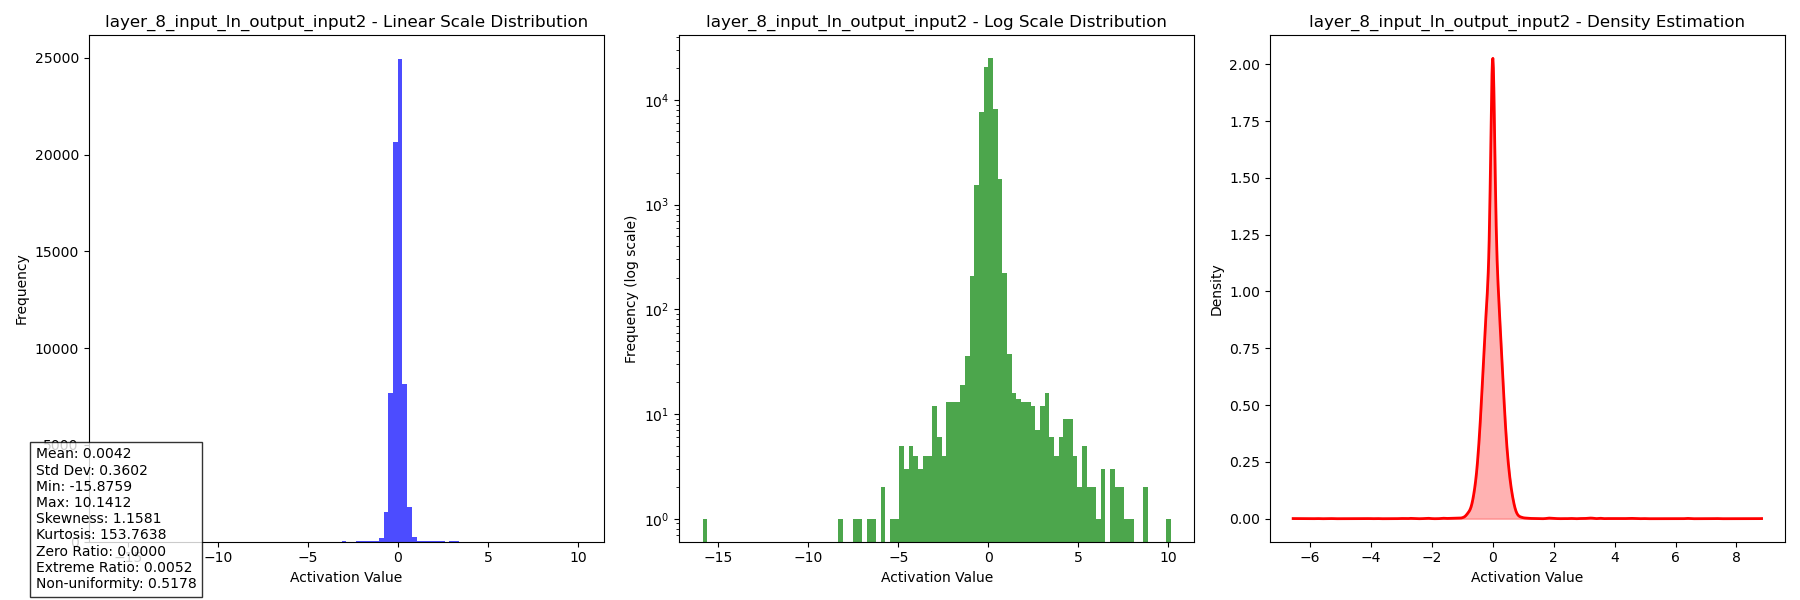 layer_8_input_In_output_input2 - Linear Scale Distribution
25000
20000
15000
10000
5000
Frequency
−10
−5
0
5
10
Activation Value
Mean: 0.0042
Std Dev: 0.3602
Min: -15.8759
Max: 10.1412
Skewness: 1.1581
Kurtosis: 153.7638
Zero Ratio: 0.0000
Extreme Ratio: 0.0052
Non-uniformity: 0.5178
layer_8_input_In_output_input2 - Log Scale Distribution
10⁴
10³
10²
10¹
10⁰
Frequency (log scale)
−15
−10
−5
0
5
10
Activation Value
layer_8_input_In_output_input2 - Density Estimation
2.00
1.75
1.50
1.25
1.00
0.75
0.50
0.25
0.00
Density
−6
−4
−2
0
2
4
6
8
Activation Value